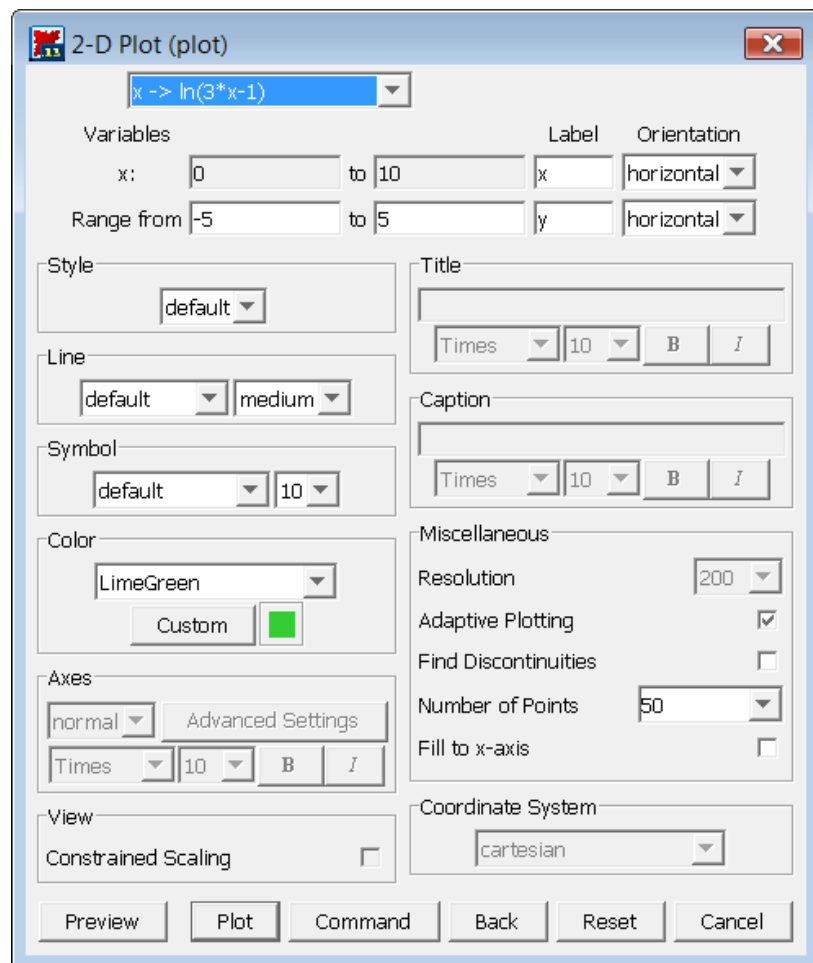 2-D Plot (plot)
x -> ln(3*x-1)
Variables Label Orientation
x: 0 to 10 x horizontal
Range from -5 to 5 y horizontal
Style
default
Line
default medium
Symbol
default 10
Color
LimeGreen
Custom
Axes
normal Advanced Settings
Times 10 B I
View
Constrained Scaling
Title
Times 10 B I
Caption
Times 10 B I
Miscellaneous
Resolution 200
Adaptive Plotting
Find Discontinuities
Number of Points 50
Fill to x-axis
Coordinate System
cartesian
Preview Plot Command Back Reset Cancel